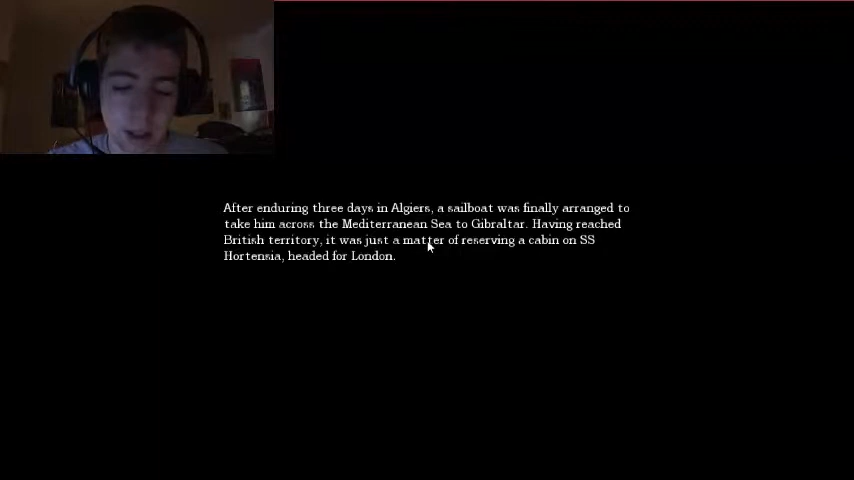 After enduring three days in Algiers, a sailboat was finally arranged to
take him across the Mediterranean Sea to Gibraltar. Having reached
British territory, it was just a matter of reserving a cabin on SS
Hortensia, headed for London.